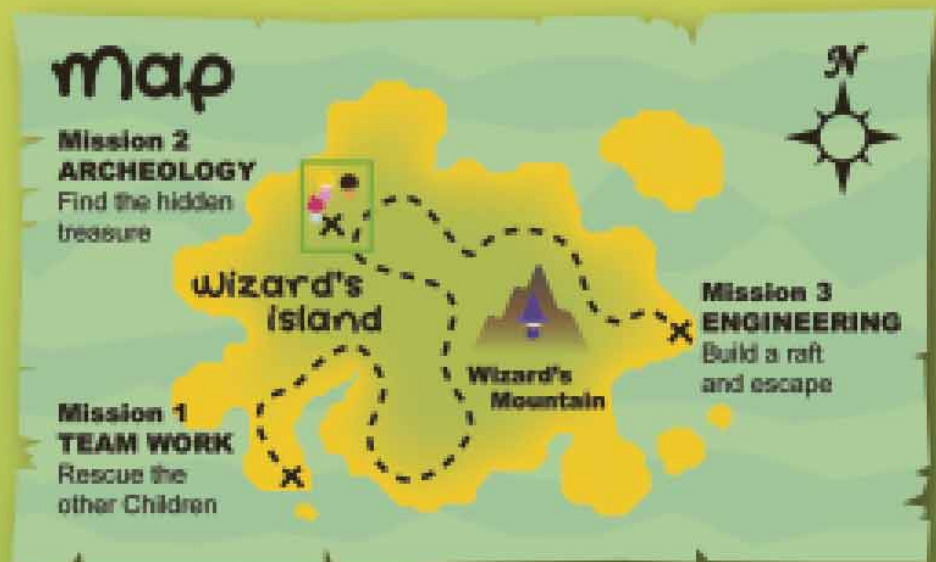 Map
N
Mission 2
ARCHEOLOGY
Find the hidden
treasure
Wizard's
island
Mission 3
ENGINEERING
Build a raft
and escape
Wizard's
Mountain
Mission 1
TEAM WORK
Rescue the
other Children